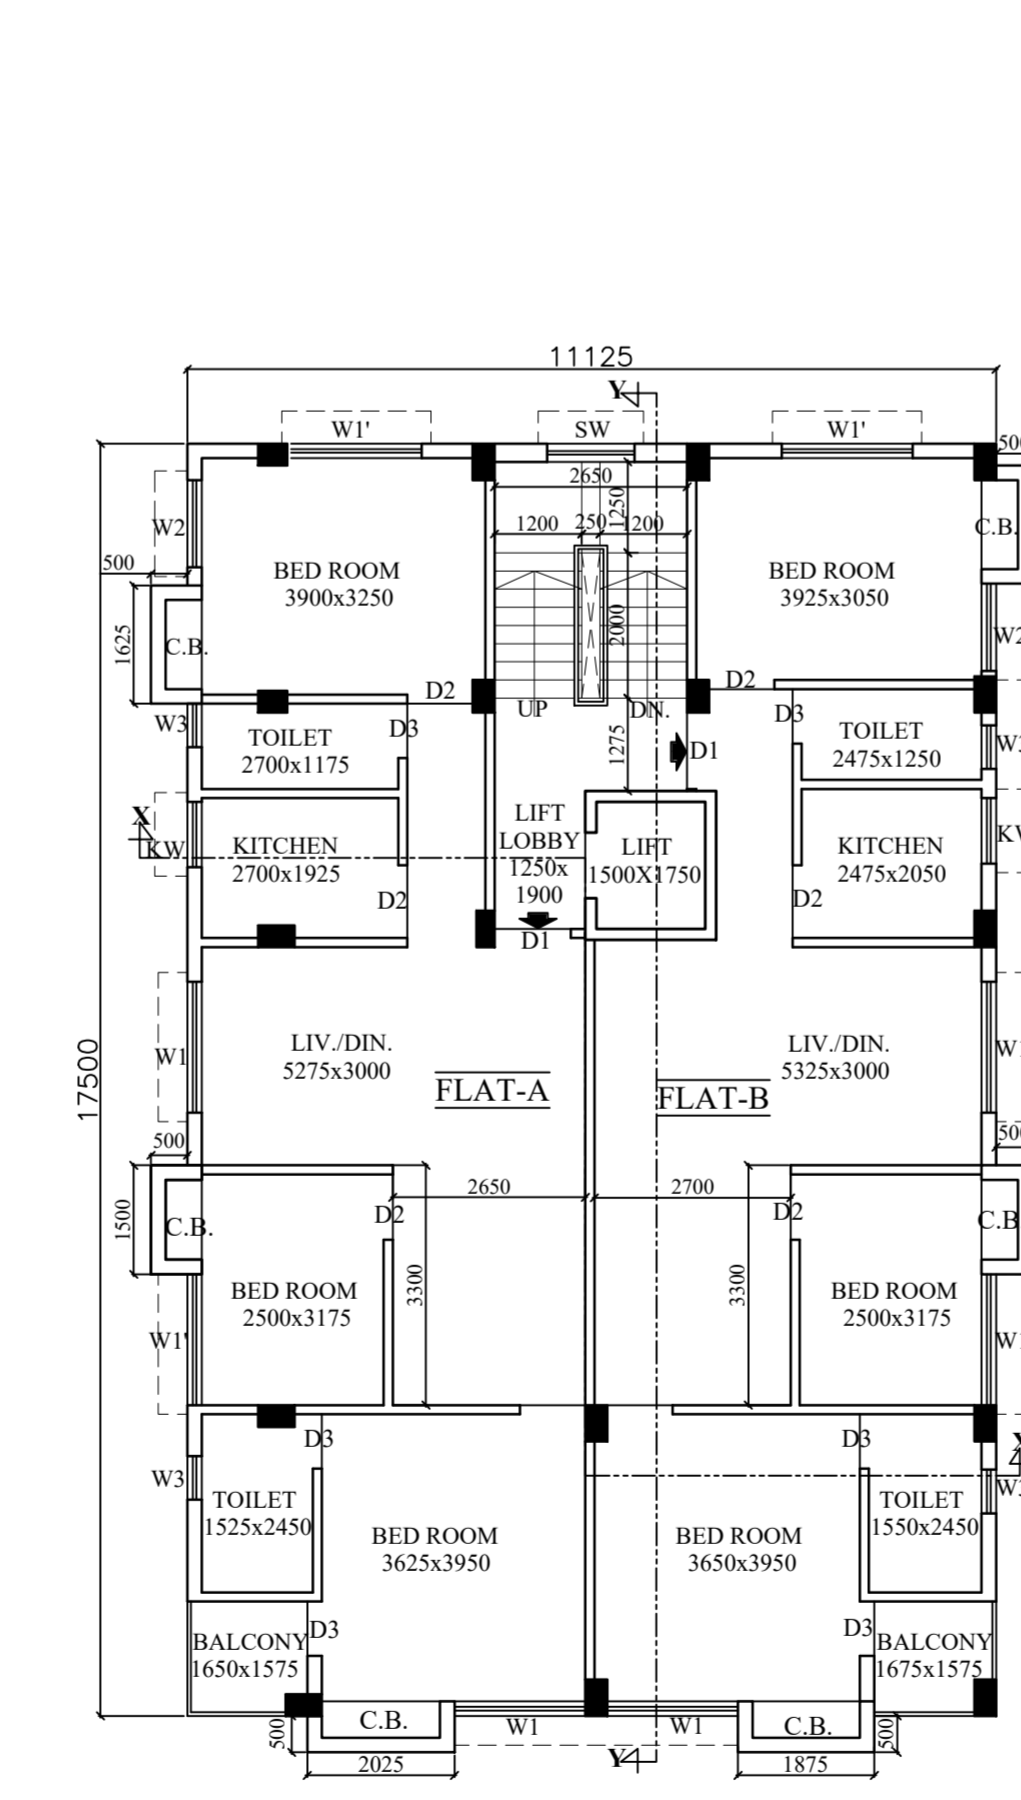 11125
Y
W1'
SW
W1'
500
2650
1250
1200
250
1200
W2
C.B.
500
BED ROOM
3900x3250
BED ROOM
3925x3050
2000
1625
C.B.
W2
D2
D2
W3
D3
UP
DN.
D3
TOILET
2700x1175
TOILET
2475x1250
1275
D1
X
LIFT
LOBBY
1250x
1900
LIFT
1500X1750
KW
KITCHEN
2700x1925
KITCHEN
2475x2050
D2
D2
D1
17500
W1
LIV./DIN.
5275x3000
LIV./DIN.
5325x3000
FLAT-A
FLAT-B
500
2650
2700
1500
C.B.
D2
D2
3300
3300
BED ROOM
2500x3175
BED ROOM
2500x3175
W1'
D3
D3
W3
TOILET
1525x2450
TOILET
1550x2450
BED ROOM
3625x3950
BED ROOM
3650x3950
D3
D3
BALCONY
1650x1575
BALCONY
1675x1575
C.B.
W1
W1
C.B.
500
500
Y
2025
1875